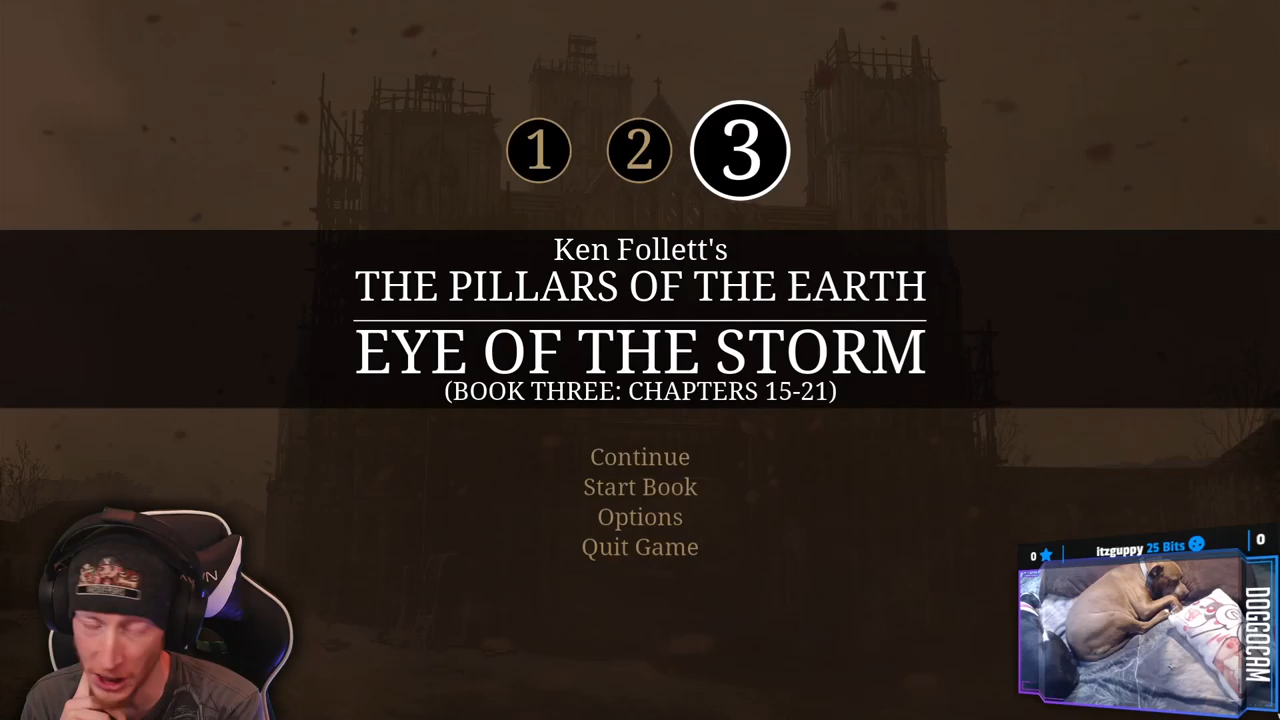 1 2 3
Ken Follett's
THE PILLARS OF THE EARTH
EYE OF THE STORM
(BOOK THREE: CHAPTERS 15-21)
Continue
Start Book
Options
Quit Game
0
itzguppy 25 Bits
0
DOGGOCAM